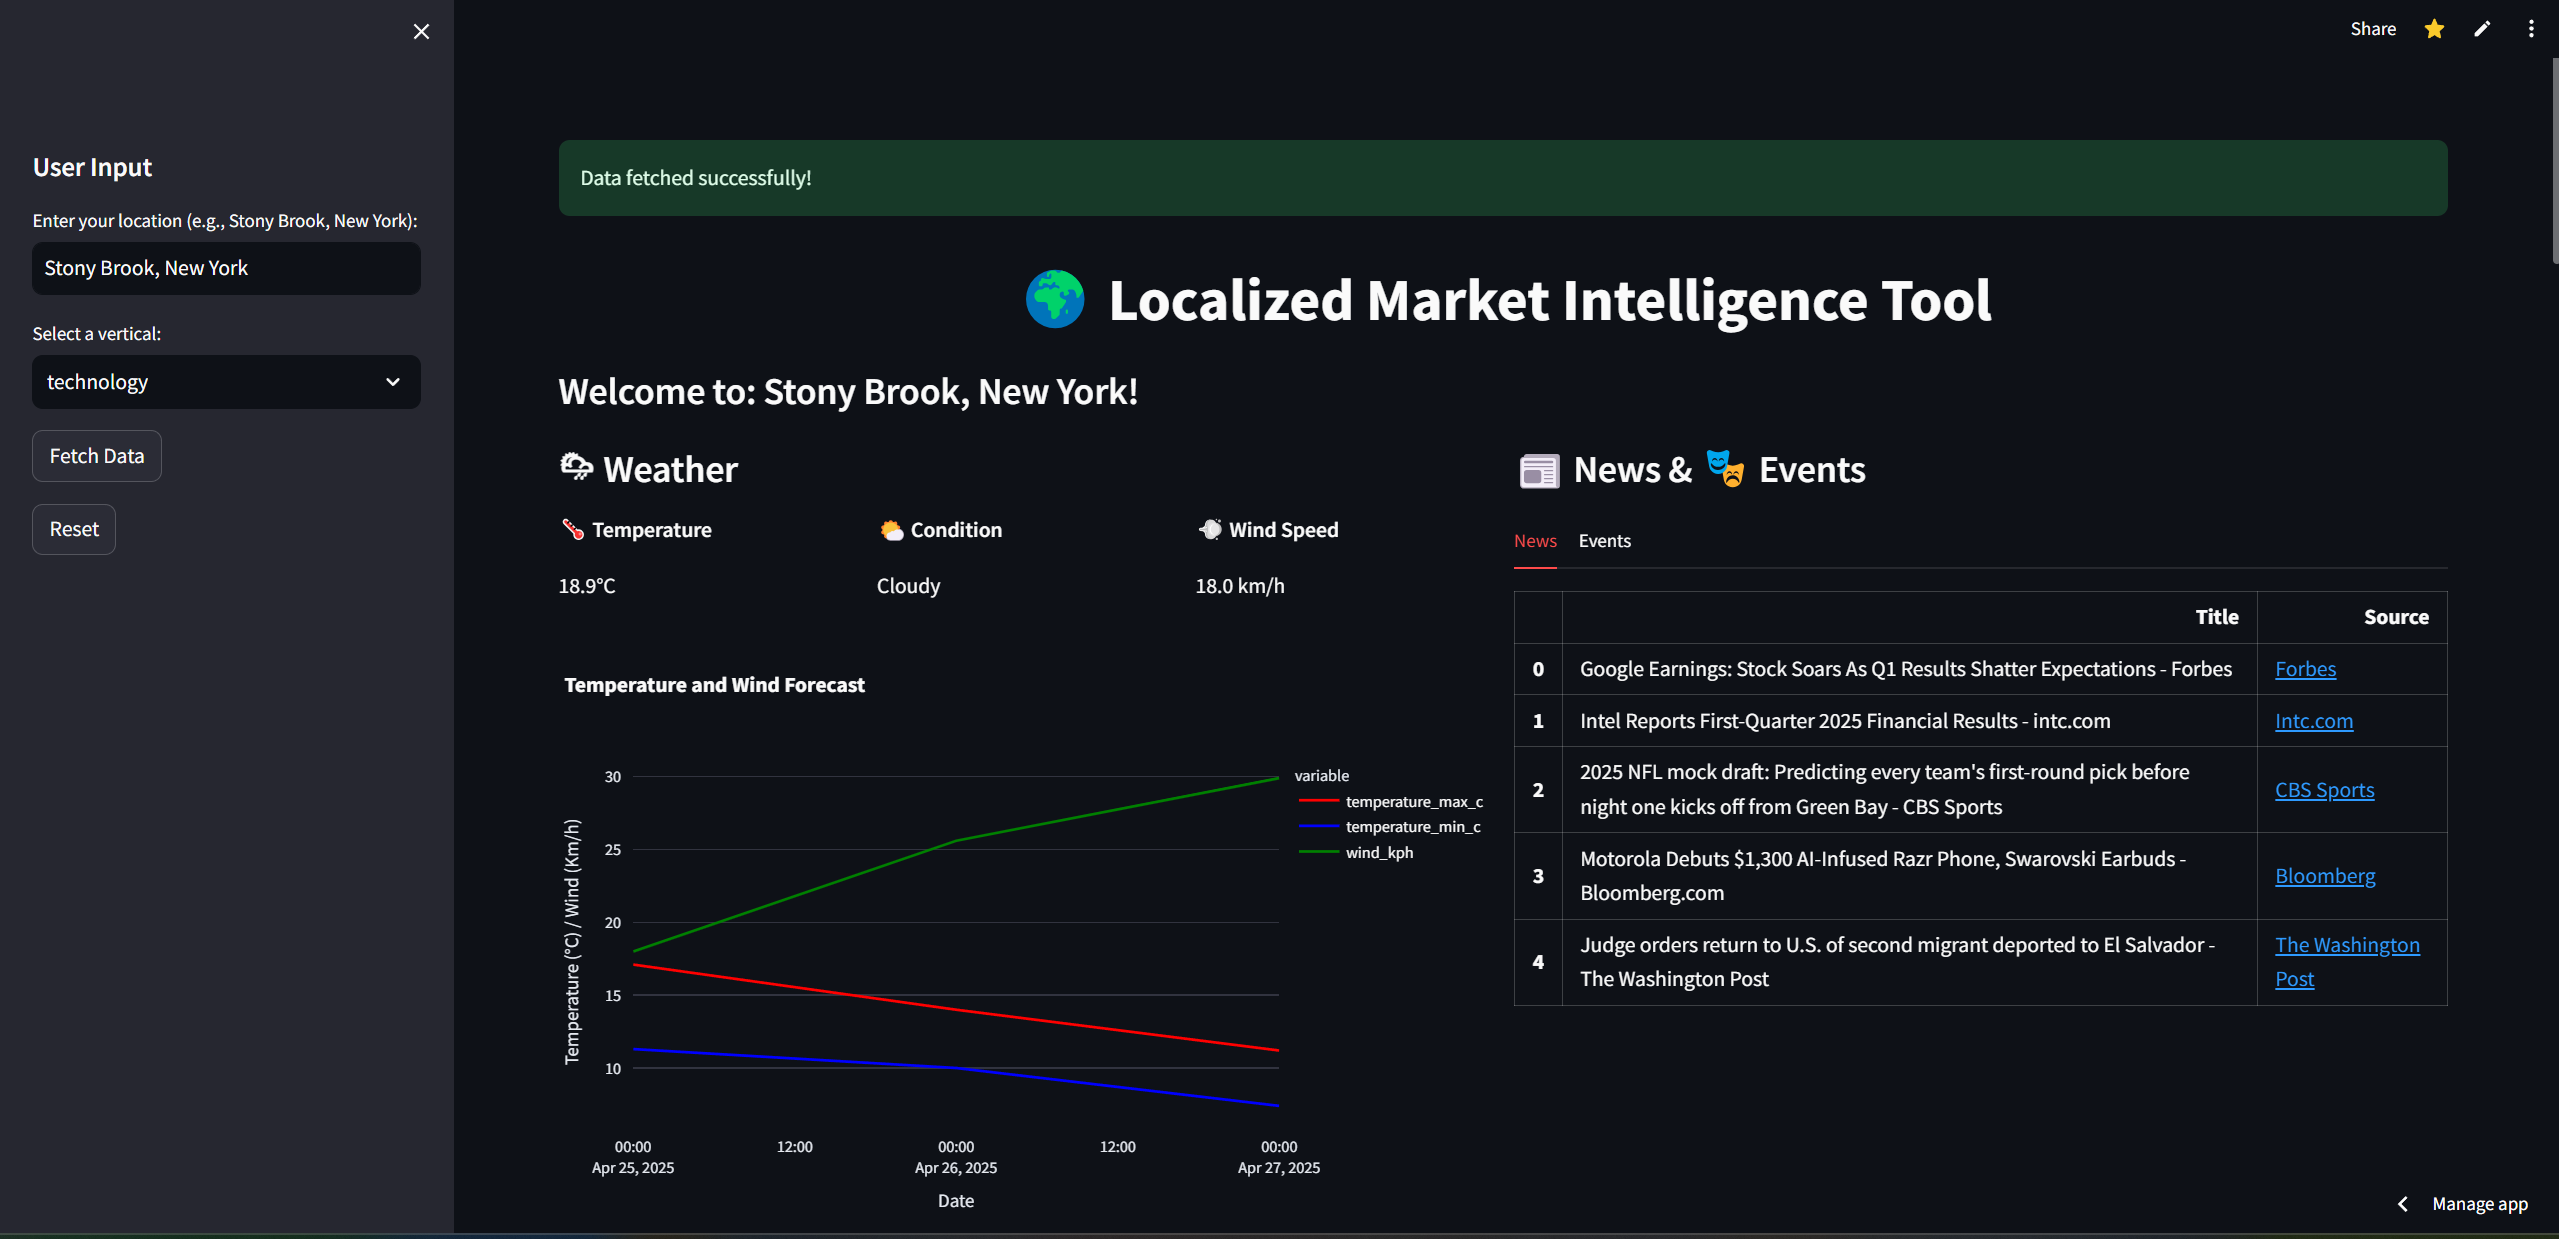 Share
User Input
Enter your location (e.g., Stony Brook, New York):
Stony Brook, New York
Select a vertical:
technology
Fetch Data
Reset
Data fetched successfully!
Localized Market Intelligence Tool
Welcome to: Stony Brook, New York!
Weather
Temperature
Condition
Wind Speed
18.9°C
Cloudy
18.0 km/h
Temperature and Wind Forecast
Temperature (°C) / Wind (Km/h)
30
25
20
15
10
variable
temperature_max_c
temperature_min_c
wind_kph
00:00
Apr 25, 2025
12:00
00:00
Apr 26, 2025
12:00
00:00
Apr 27, 2025
Date
News & Events
News
Events
Title
Source
0
Google Earnings: Stock Soars As Q1 Results Shatter Expectations - Forbes
Forbes
1
Intel Reports First-Quarter 2025 Financial Results - intc.com
Intc.com
2
2025 NFL mock draft: Predicting every team's first-round pick before
night one kicks off from Green Bay - CBS Sports
CBS Sports
3
Motorola Debuts $1,300 AI-Infused Razr Phone, Swarovski Earbuds -
Bloomberg.com
Bloomberg
4
Judge orders return to U.S. of second migrant deported to El Salvador -
The Washington Post
The Washington
Post
Manage app